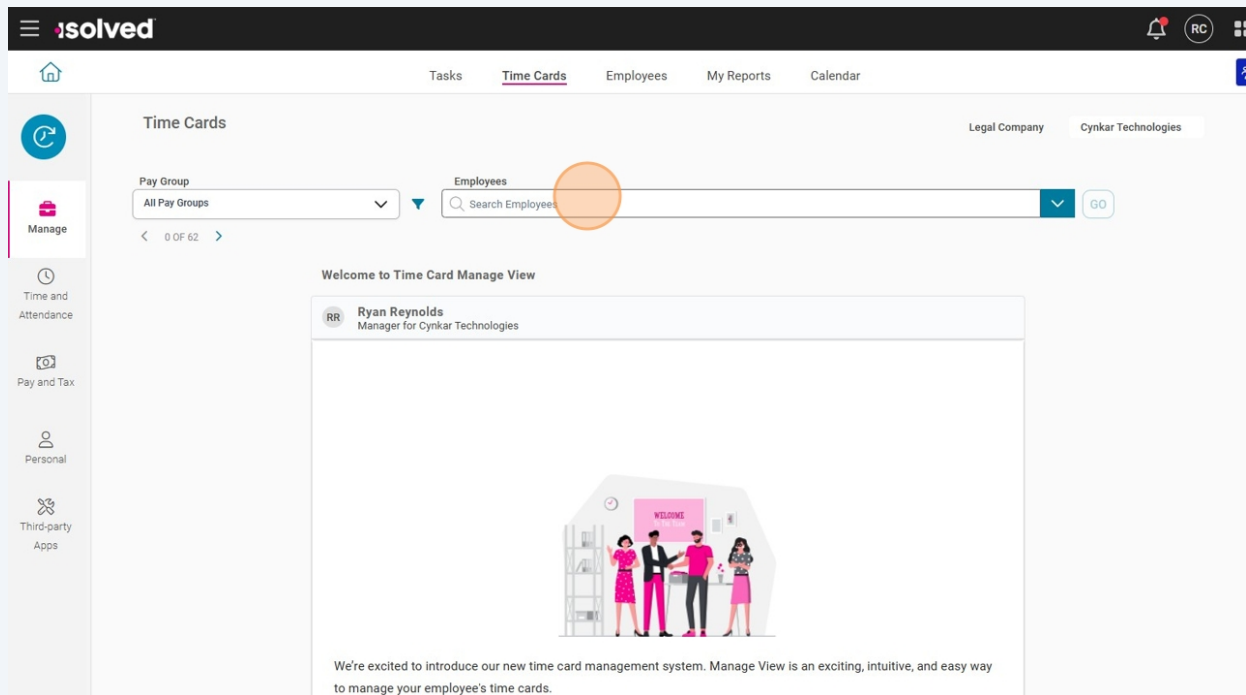 isolved
RC
Tasks Time Cards Employees My Reports Calendar
Time Cards
Legal Company Cynkar Technologies
Pay Group
Employees
All Pay Groups
Search Employees
GO
0 OF 62
Manage
Time and
Attendance
Pay and Tax
Personal
Third-party
Apps
Welcome to Time Card Manage View
RR
Ryan Reynolds
Manager for Cynkar Technologies
WELCOME
We're excited to introduce our new time card management system. Manage View is an exciting, intuitive, and easy way
to manage your employee's time cards.